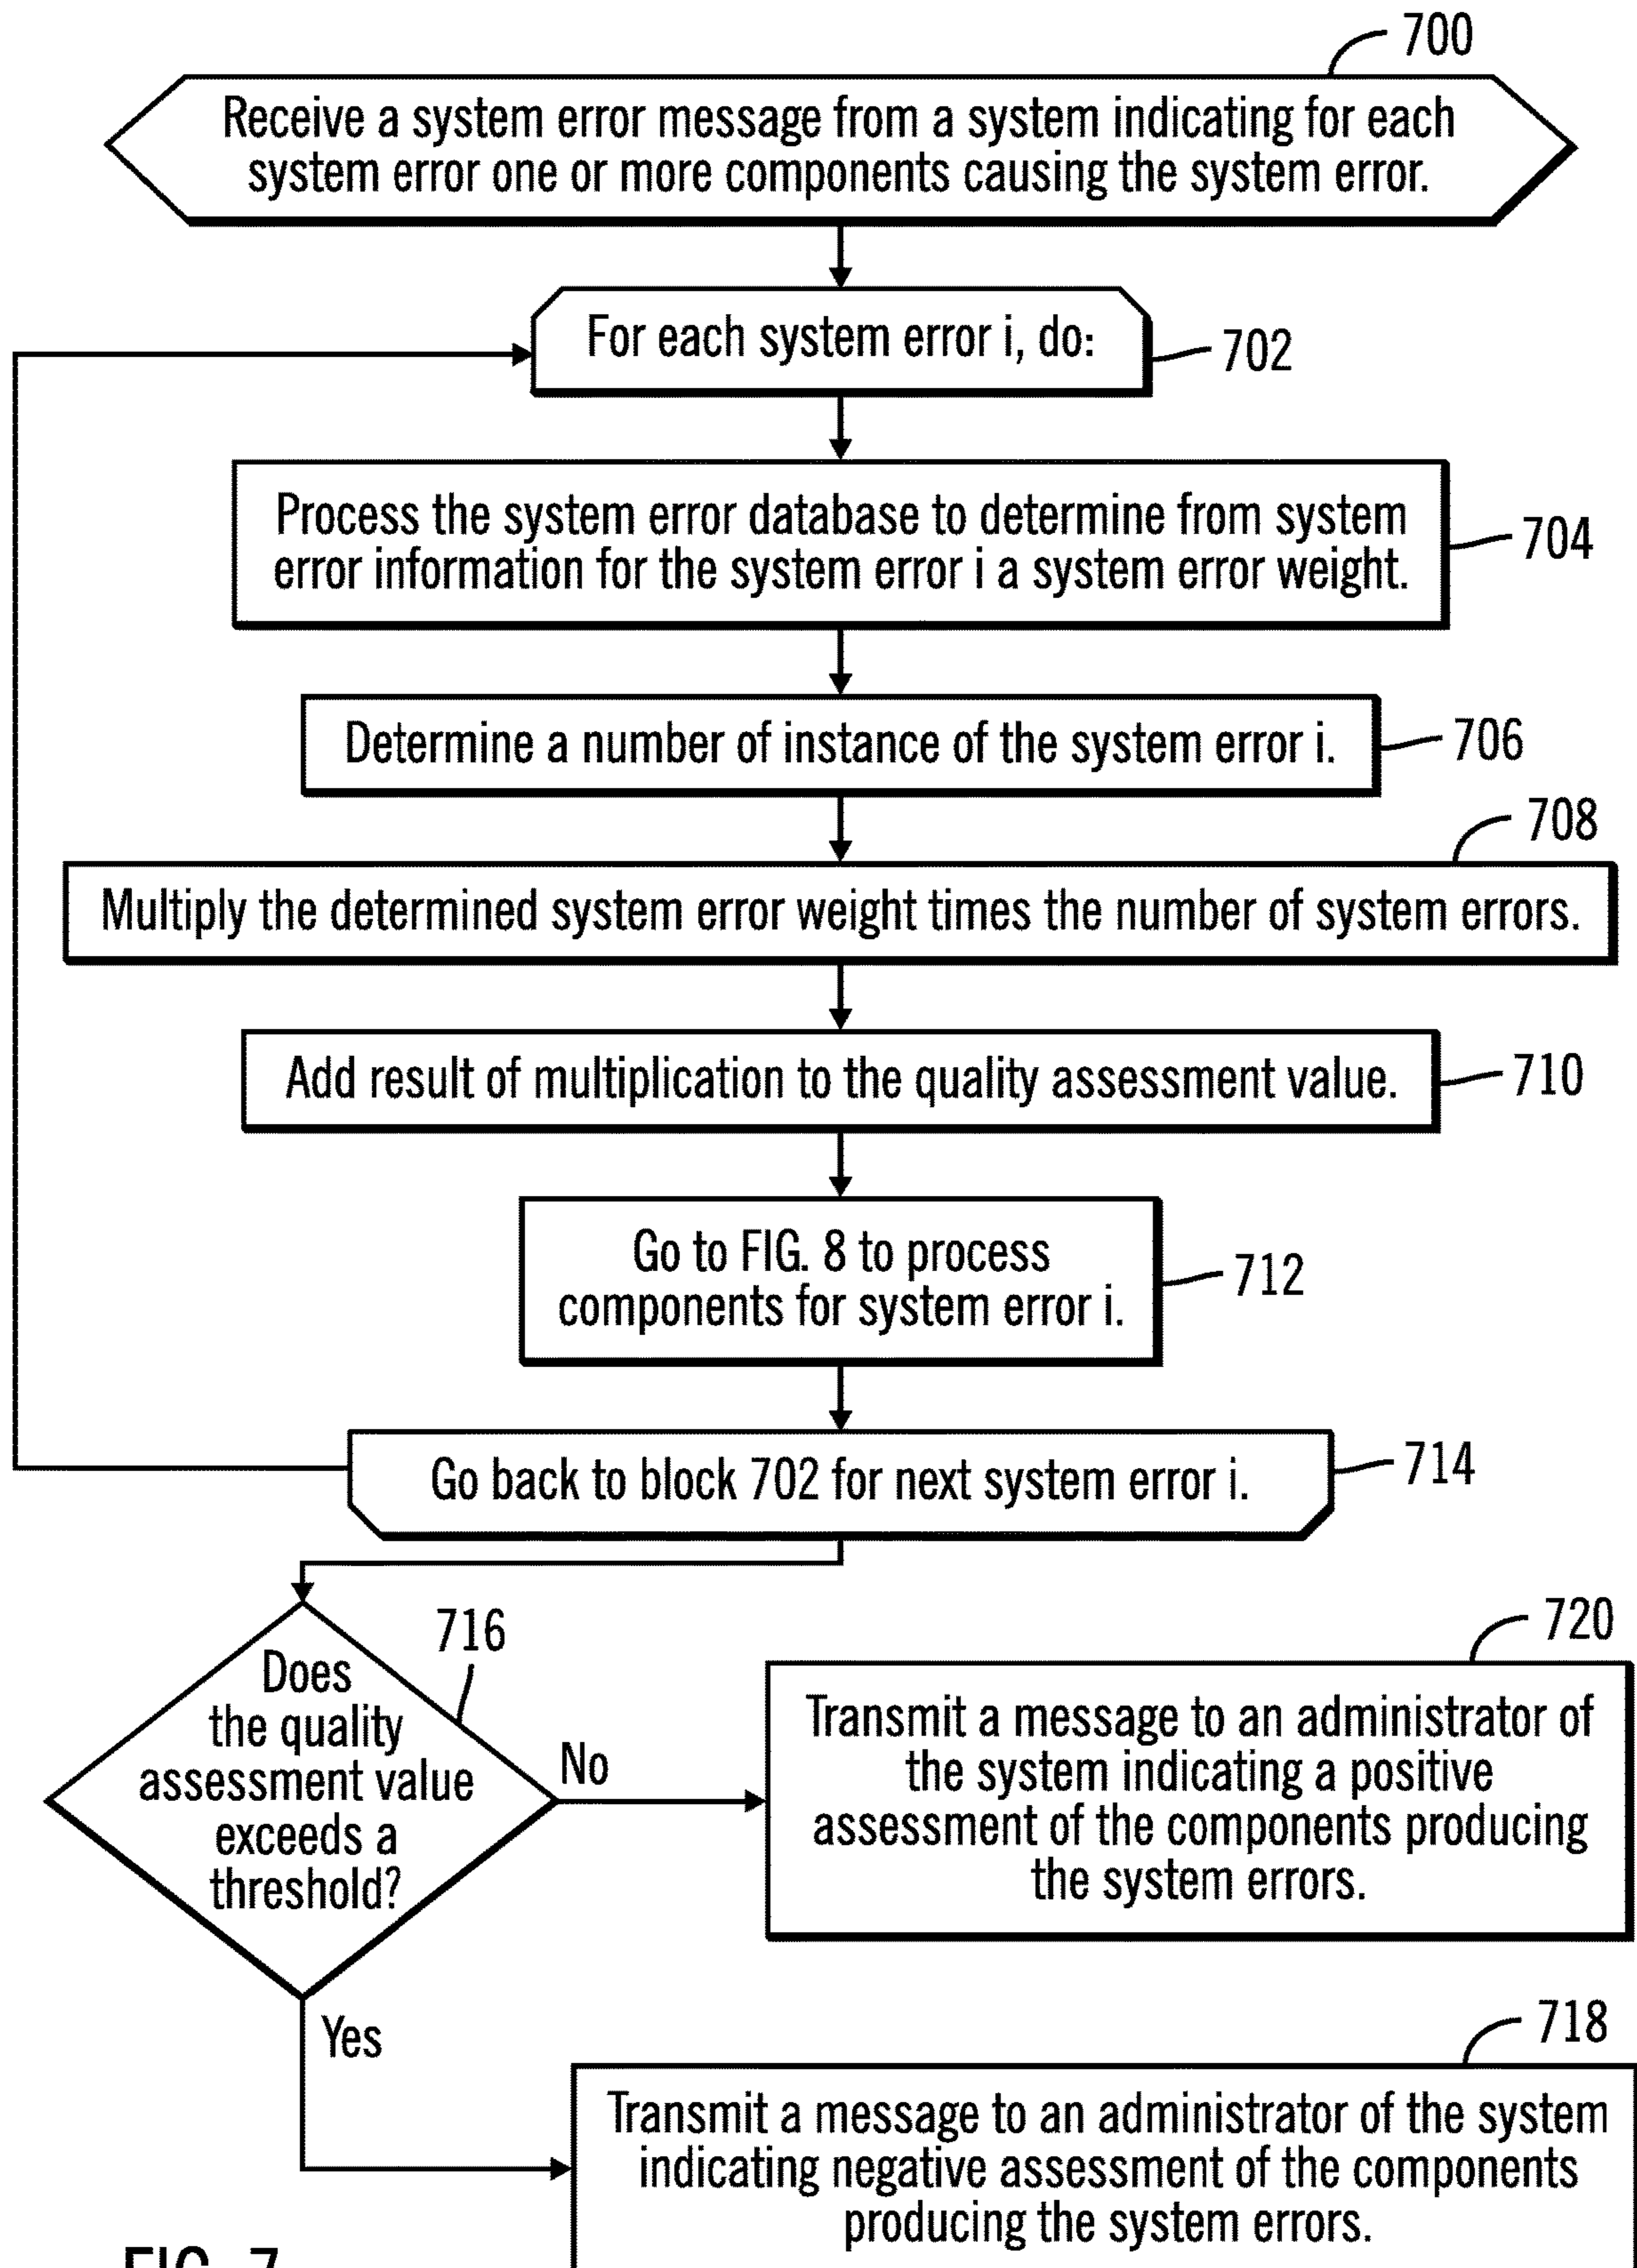 700
Receive a system error message from a system indicating for each
system error one or more components causing the system error.
For each system error i, do:
702
Process the system error database to determine from system
error information for the system error i a system error weight.
704
Determine a number of instance of the system error i.
706
708
Multiply the determined system error weight times the number of system errors.
Add result of multiplication to the quality assessment value.
710
Go to FIG. 8 to process
components for system error i.
712
Go back to block 702 for next system error i.
714
716
Does
the quality
assessment value
exceeds a
threshold?
No
Yes
720
Transmit a message to an administrator of
the system indicating a positive
assessment of the components producing
the system errors.
718
Transmit a message to an administrator of the system
indicating negative assessment of the components
producing the system errors.
FIG. 7